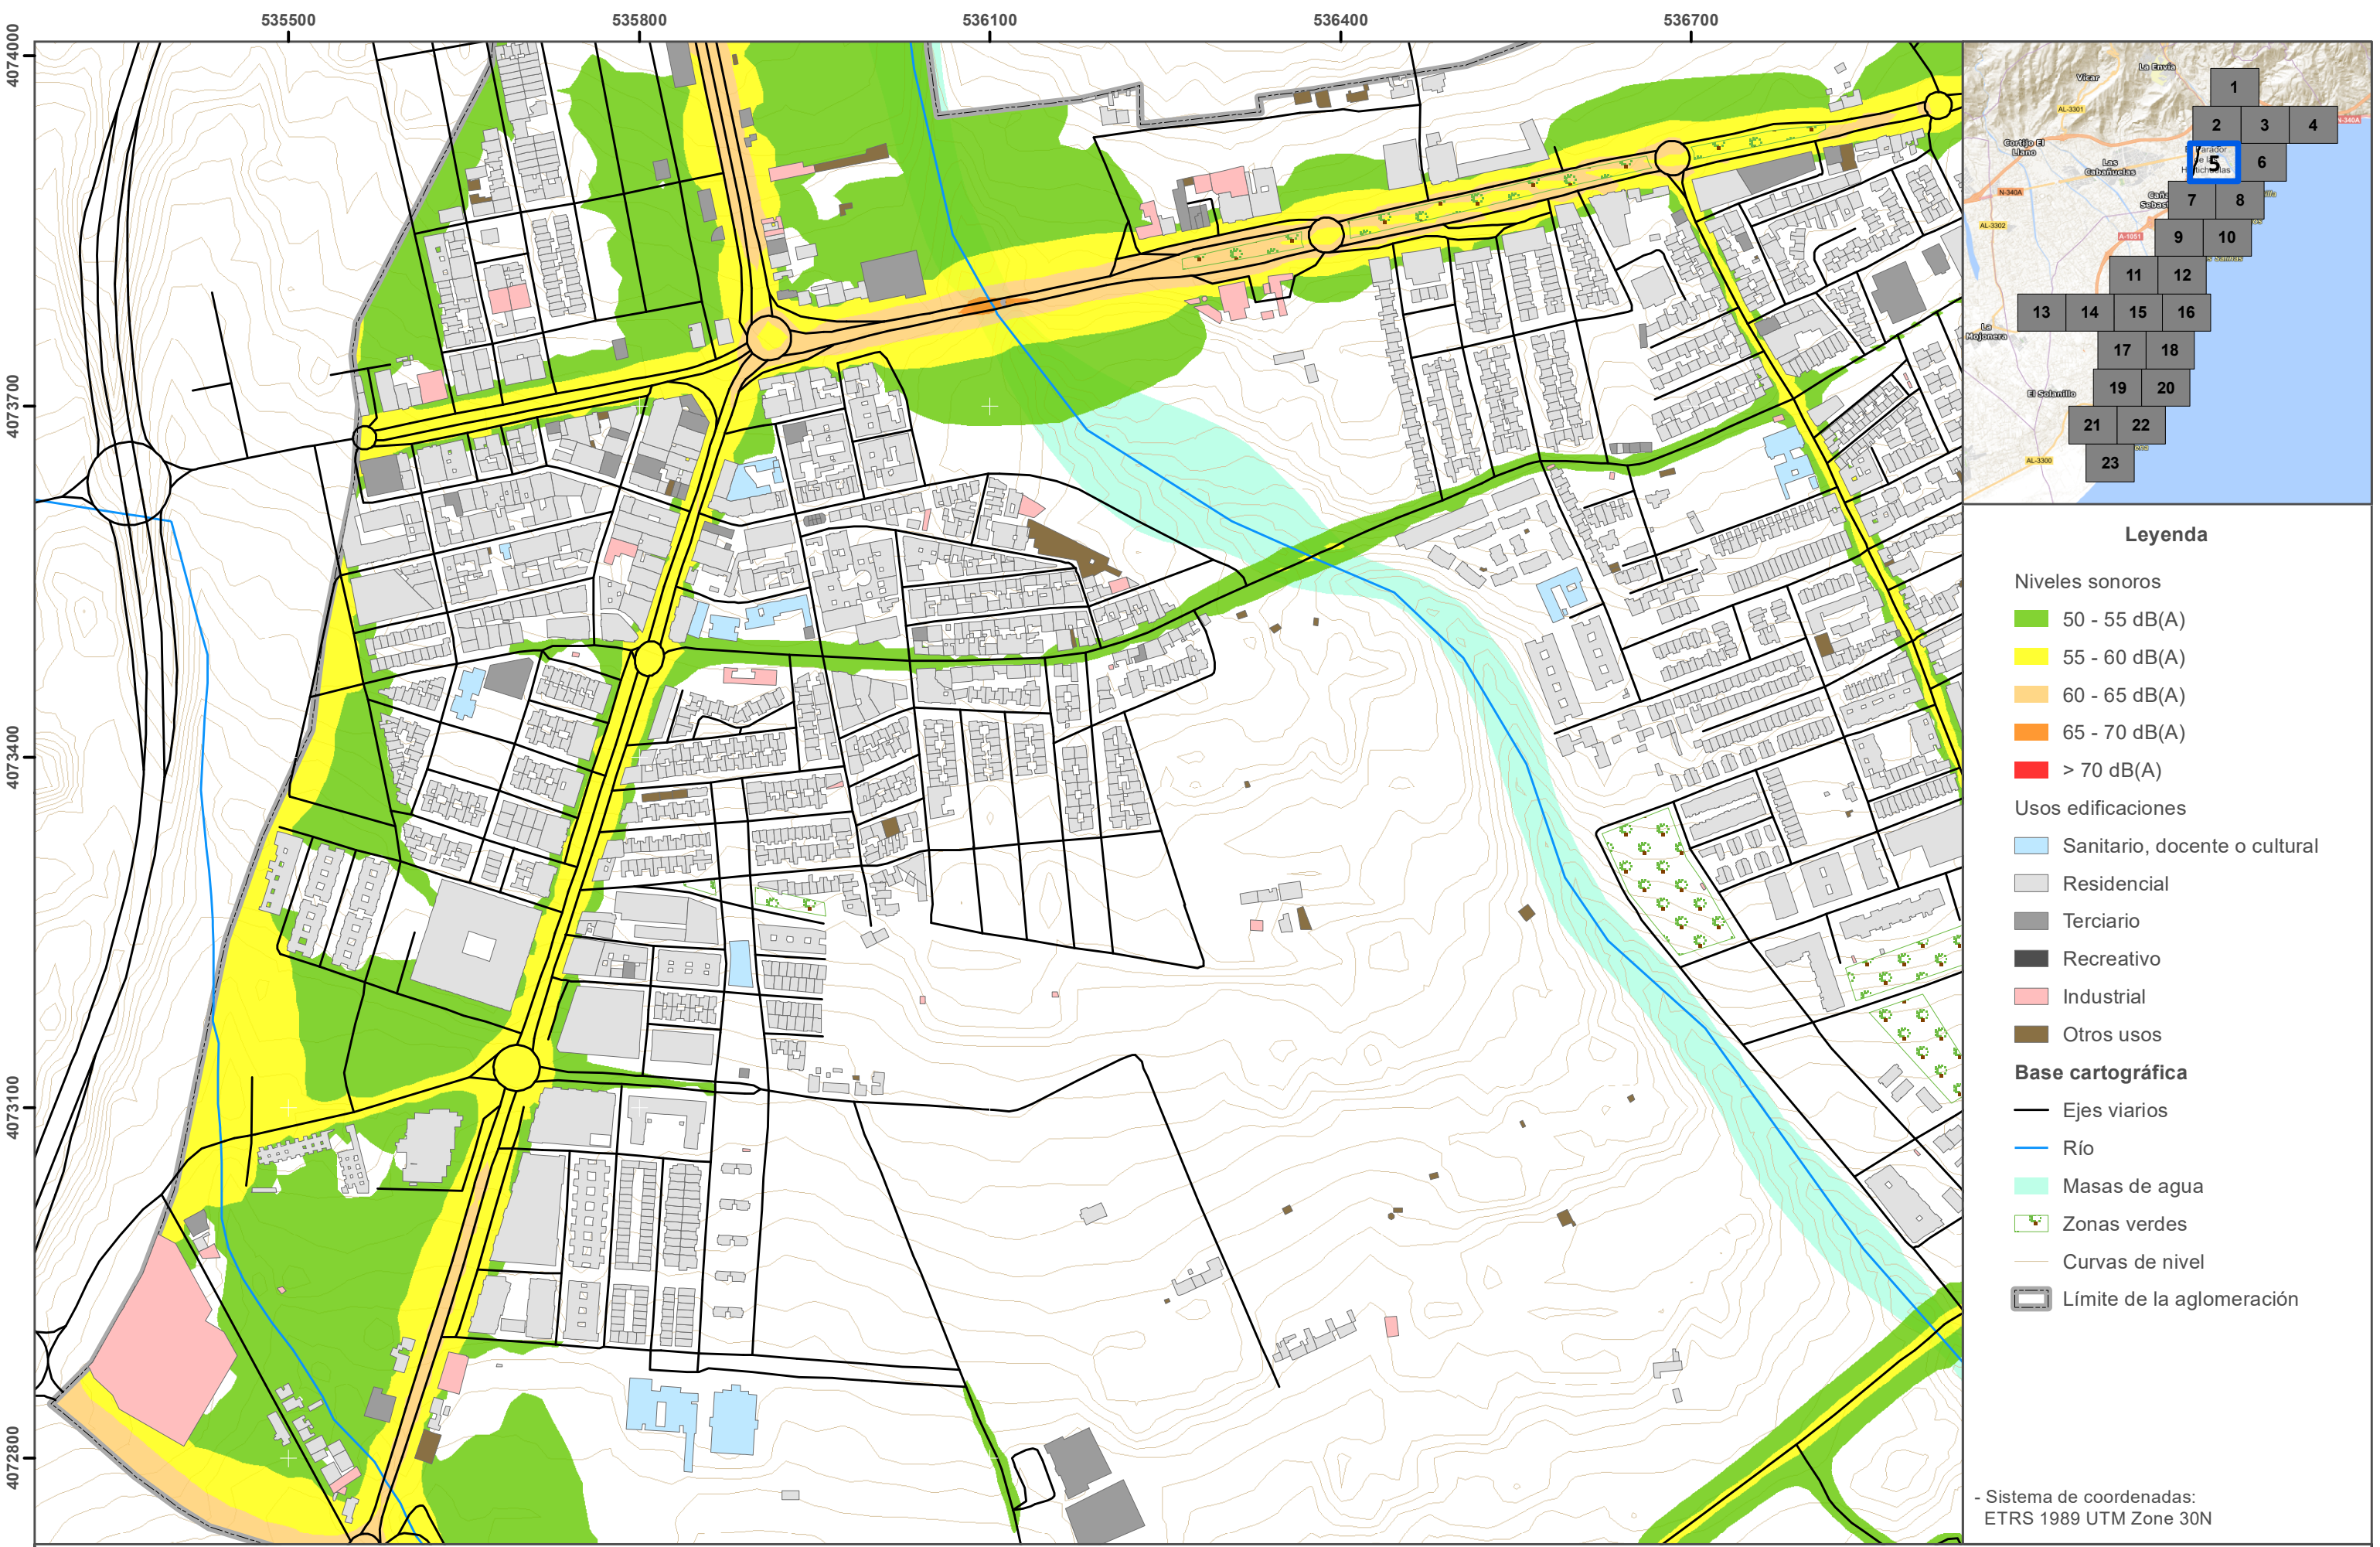 535500
535800
536100
536400
536700
4074000
4073700
4073400
4073100
4072800
La Envía
Vícar
AL-3301
N-340A
Cortijo El
Llano
Las
Cabañuelas
N-340A
AL-3302
A-1051
La
Mojonera
El Solanillo
AL-3300
1
2
3
4
5
6
7
8
9
10
11
12
13
14
15
16
17
18
19
20
21
22
23
Leyenda
Niveles sonoros
50 - 55 dB(A)
55 - 60 dB(A)
60 - 65 dB(A)
65 - 70 dB(A)
> 70 dB(A)
Usos edificaciones
Sanitario, docente o cultural
Residencial
Terciario
Recreativo
Industrial
Otros usos
Base cartográfica
Ejes viarios
Río
Masas de agua
Zonas verdes
Curvas de nivel
Límite de la aglomeración
- Sistema de coordenadas:
ETRS 1989 UTM Zone 30N